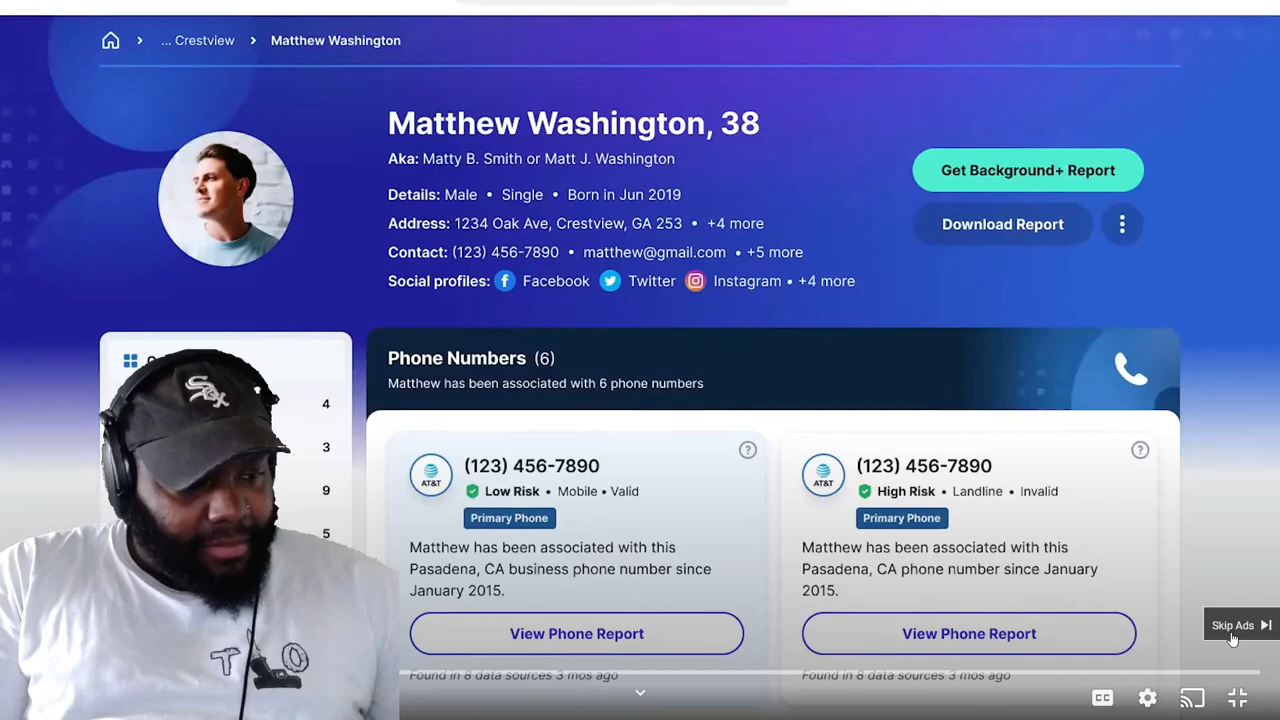 ... Crestview
Matthew Washington
Matthew Washington, 38
Aka: Matty B. Smith or Matt J. Washington
Details: Male • Single • Born in Jun 2019
Address: 1234 Oak Ave, Crestview, GA 253 • +4 more
Contact: (123) 456-7890 • matthew@gmail.com • +5 more
Social profiles: Facebook Twitter Instagram • +4 more
Get Background+ Report
Download Report
4
3
9
5
Phone Numbers (6)
Matthew has been associated with 6 phone numbers
AT&T
(123) 456-7890
Low Risk • Mobile • Valid
Primary Phone
Matthew has been associated with this
Pasadena, CA business phone number since
January 2015.
View Phone Report
Found in 8 data sources 3 mos ago
AT&T
(123) 456-7890
High Risk • Landline • Invalid
Primary Phone
Matthew has been associated with this
Pasadena, CA phone number since January
2015.
View Phone Report
Found in 8 data sources 3 mos ago
Skip Ads
CC
Sox
T O